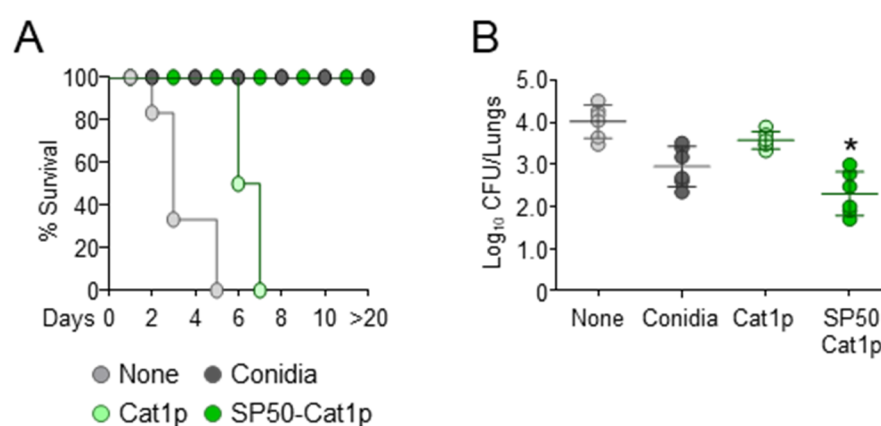 A
% Survival
100
80
60
40
20
0
Days 0 2 4 6 8 10 >20
None Conidia
Cat1p SP50-Cat1p
B
Log₁₀ CFU/Lungs
5.0
4.0
3.0
2.0
1.0
0
*
None Conidia Cat1p SP50
Cat1p